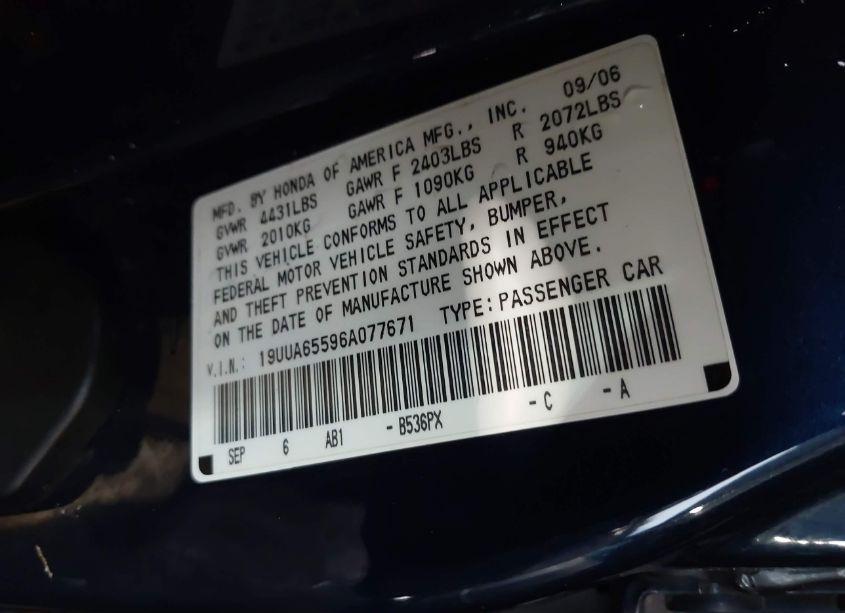 MFD. BY HONDA OF AMERICA MFG., INC. 09/06
GVWR 4431LBS GAWR F 2403LBS R 2072LBS
GVWR 2010KG GAWR F 1090KG R 940KG
THIS VEHICLE CONFORMS TO ALL APPLICABLE
FEDERAL MOTOR VEHICLE SAFETY, BUMPER,
AND THEFT PREVENTION STANDARDS IN EFFECT
ON THE DATE OF MANUFACTURE SHOWN ABOVE.
V.I.N.: 19UUA65596A077671 TYPE:PASSENGER CAR
SEP 6 AB1 -B536PX -C -A